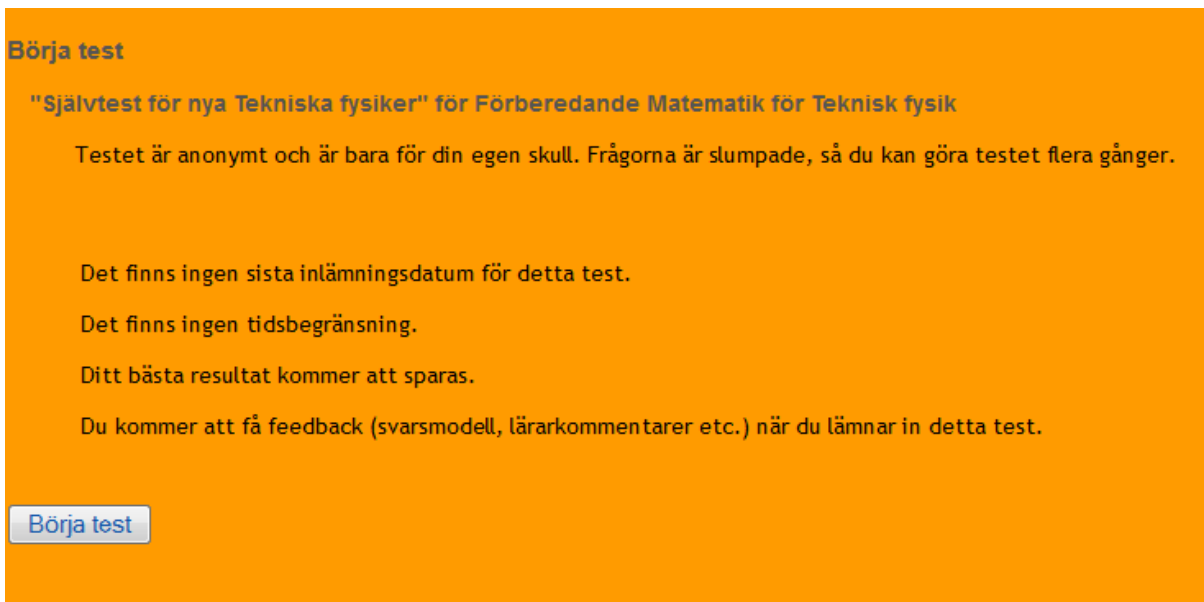 Börja test
"Självtest för nya Tekniska fysiker" för Förberedande Matematik för Teknisk fysik
Testet är anonymt och är bara för din egen skull. Frågorna är slumpade, så du kan göra testet flera gånger.
Det finns ingen sista inlämningsdatum för detta test.
Det finns ingen tidsbegränsning.
Ditt bästa resultat kommer att sparas.
Du kommer att få feedback (svarsmodell, lärarkommentarer etc.) när du lämnar in detta test.
Börja test